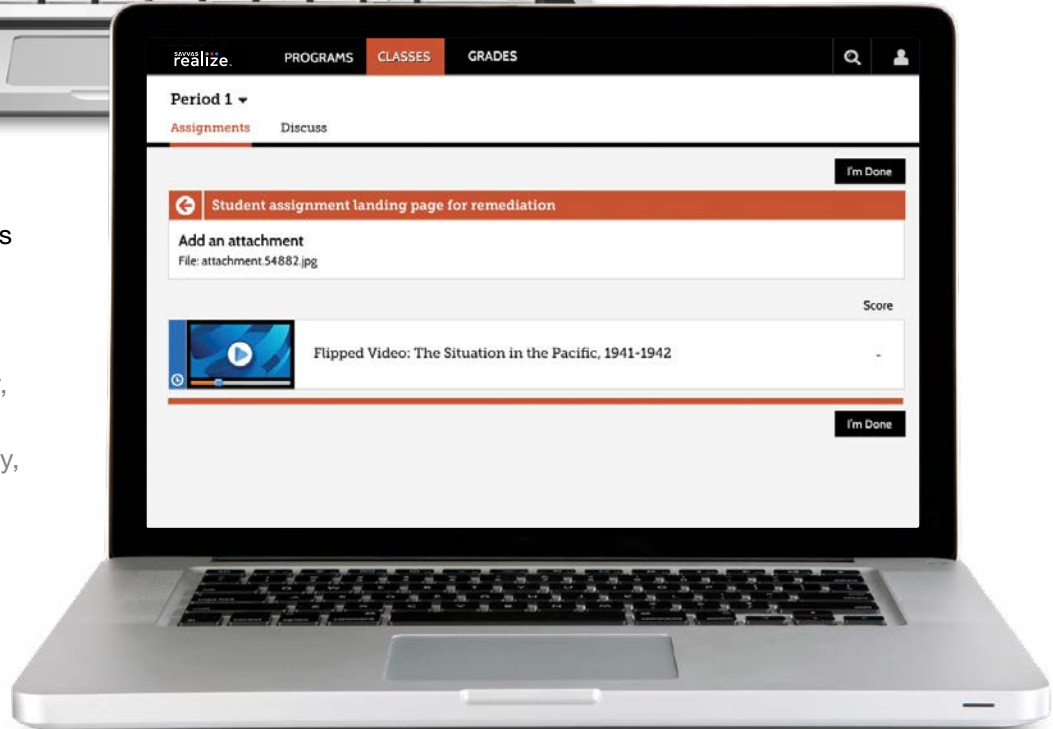 SAVVAS
realize.
PROGRAMS CLASSES GRADES
Period 1
Assignments Discuss
I'm Done
Student assignment landing page for remediation
Add an attachment
File: attachment.54882.jpg
Score
Flipped Video: The Situation in the Pacific, 1941-1942 -
I'm Done
s
,
y,